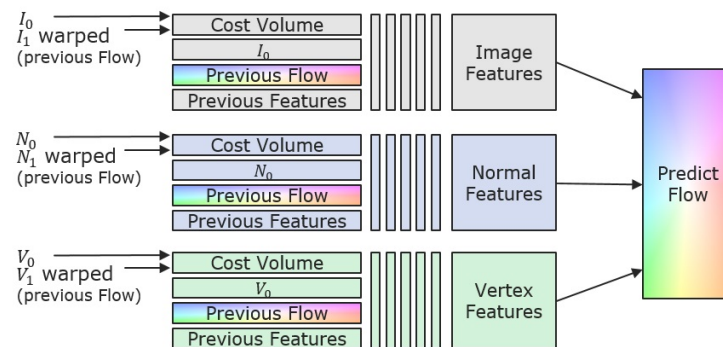 I₀
I₁ warped
(previous Flow)
Cost Volume
I₀
Previous Flow
Previous Features
Image
Features
N₀
N₁ warped
(previous Flow)
Cost Volume
N₀
Previous Flow
Previous Features
Normal
Features
Predict
Flow
V₀
V₁ warped
(previous Flow)
Cost Volume
V₀
Previous Flow
Previous Features
Vertex
Features